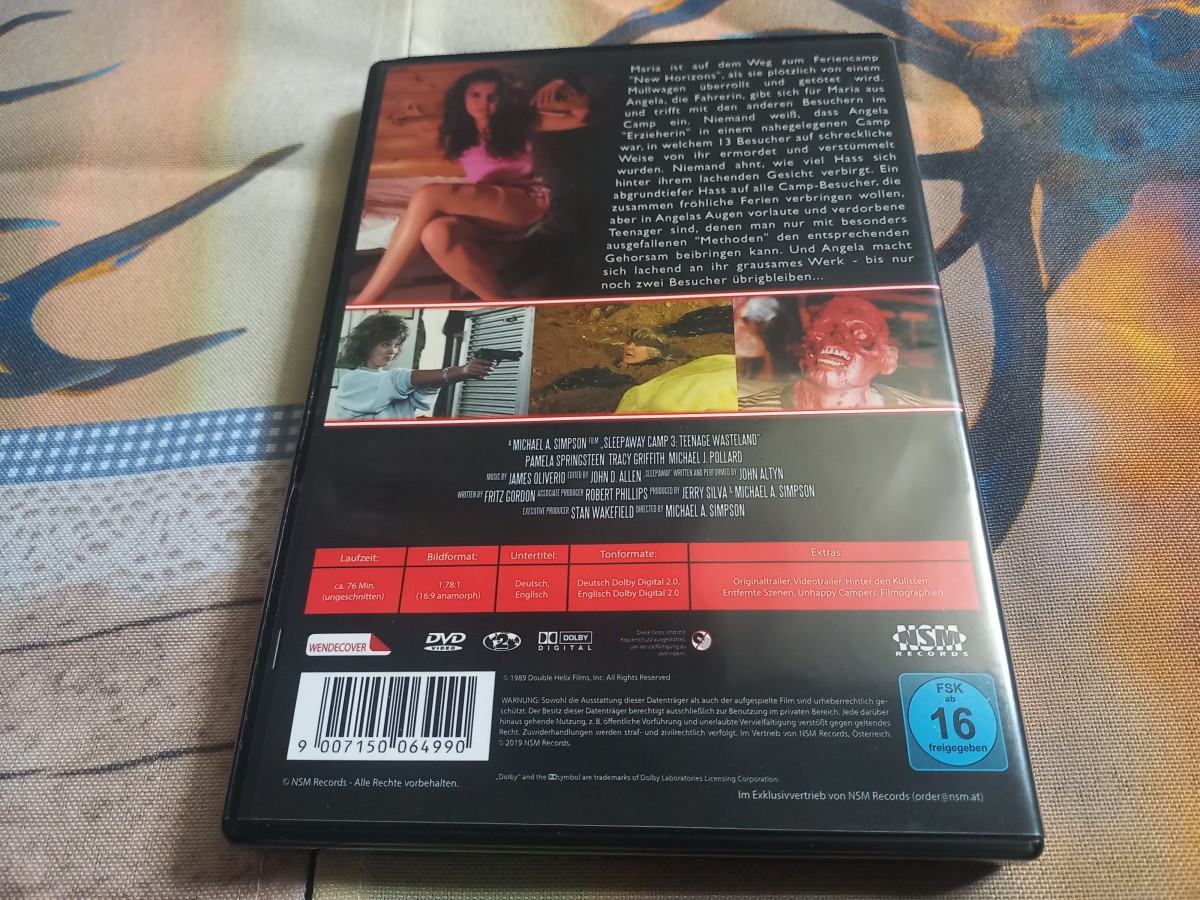 Maria ist auf dem Weg zum Feriencamp
"New Horizons", als sie plötzlich von einem
Müllwagen überrollt und getötet wird.
Angela, die Fahrerin, gibt sich für Maria aus
und trifft mit den anderen Besuchern im
Camp ein. Niemand weiß, dass Angela
"Erzieherin" in einem nahegelegenen Camp
war, in welchem 13 Besucher auf schreckliche
Weise von ihr ermordet und verstümmelt
wurden. Niemand ahnt, wie viel Hass sich
hinter ihrem lachenden Gesicht verbirgt. Ein
abgrundtiefer Hass auf alle Camp-Besucher, die
zusammen fröhliche Ferien verbringen wollen,
aber in Angelas Augen vorlaute und verdorbene
Teenager sind, denen man nur mit besonders
ausgefallenen "Methoden" den entsprechenden
Gehorsam beibringen kann. Und Angela macht
sich lachend an ihr grausames Werk - bis nur
noch zwei Besucher übrigbleiben...
A MICHAEL A. SIMPSON FILM „SLEEPAWAY CAMP 3: TEENAGE WASTELAND"
PAMELA SPRINGSTEEN TRACY GRIFFITH MICHAEL J. POLLARD
MUSIC BY JAMES OLIVERIO EDITED BY JOHN D. ALLEN „SLEEPAWAY" WRITTEN AND PERFORMED BY JOHN ALTYN
WRITTEN BY FRITZ GORDON ASSOCIATE PRODUCER ROBERT PHILLIPS PRODUCED BY JERRY SILVA & MICHAEL A. SIMPSON
EXECUTIVE PRODUCER STAN WAKEFIELD DIRECTED BY MICHAEL A. SIMPSON
Laufzeit: Bildformat: Untertitel: Tonformate: Extras:
ca. 76 Min. 1.78:1 Deutsch, Deutsch Dolby Digital 2.0, Originaltrailer, Videotrailer, Hinter den Kulissen,
(ungeschnitten) (16:9 anamorph) Englisch Englisch Dolby Digital 2.0 Entfernte Szenen, Unhappy Campers, Filmographien
WENDECOVER
DVD
VIDEO
2
DOLBY
DIGITAL
Diese Discs sind mit
Kopierschutz ausgestattet,
um Vervielfältigung zu
verhindern.
NSM
RECORDS
© 1989 Double Helix Films, Inc. All Rights Reserved
WARNUNG: Sowohl die Ausstattung dieser Datenträger als auch der aufgespielte Film sind urheberrechtlich ge-
schützt. Der Besitz dieser Datenträger berechtigt ausschließlich zur Benutzung im privaten Bereich. Jede darüber
hinaus gehende Nutzung, z. B. öffentliche Vorführung und unerlaubte Vervielfältigung verstößt gegen geltendes
Recht. Zuwiderhandlungen werden straf- und zivilrechtlich verfolgt. Im Vertrieb von NSM Records, Österreich.
© 2019 NSM Records.
FSK
ab
16
freigegeben
9 007150 064990
© NSM Records - Alle Rechte vorbehalten.
„Dolby" and the symbol are trademarks of Dolby Laboratories Licensing Corporation.
Im Exklusivvertrieb von NSM Records (order@nsm.at)